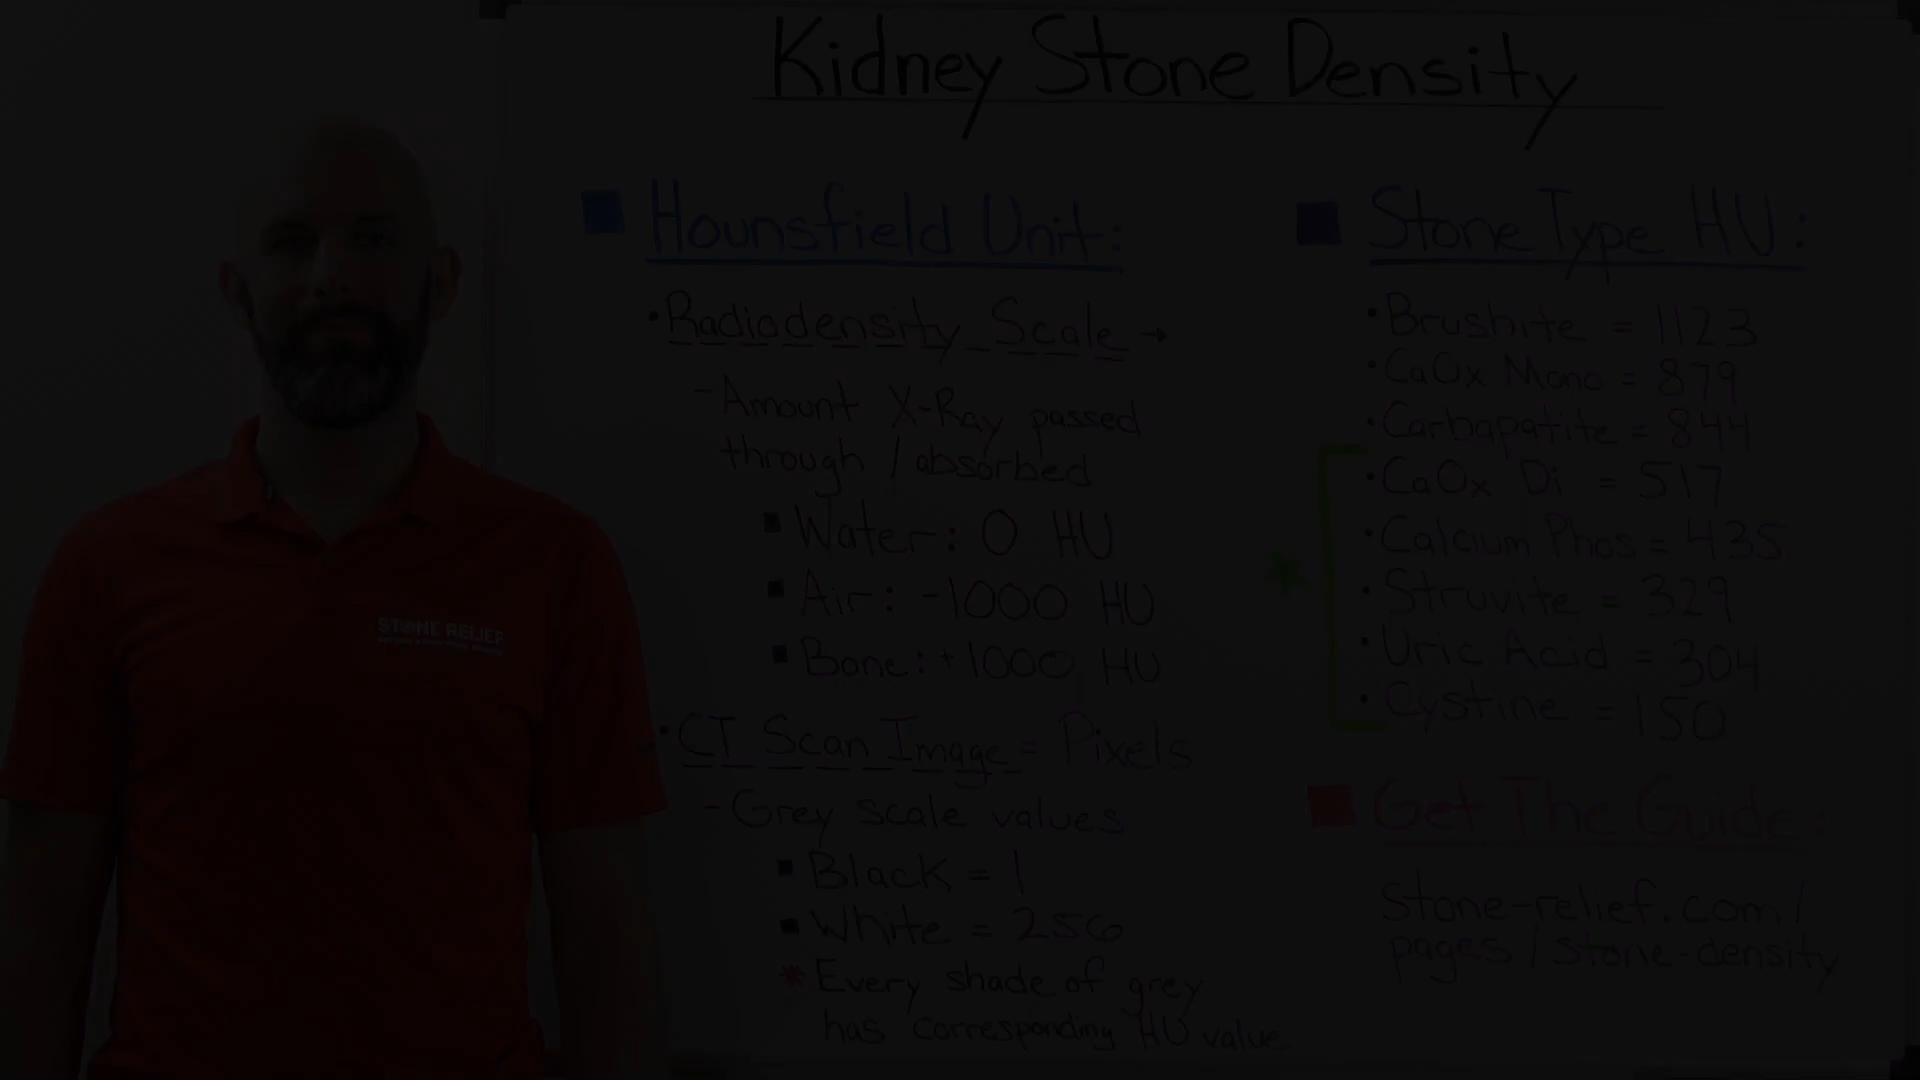 Kidney Stone Density
Hounsfield Unit:
• Radiodensity Scale →
- Amount X-Ray passed
through / absorbed
▪ Water: 0 HU
▪ Air: -1000 HU
▪ Bone: +1000 HU
• CT Scan Image = Pixels
- Grey scale values
▪ Black = 1
▪ White = 256
* Every shade of grey
has corresponding HU value
Stone Type HU:
• Brushite = 1123
• CaOx Mono = 879
• Carbapatite = 844
• CaOx Di = 517
• Calcium Phos = 435
• Struvite = 329
• Uric Acid = 304
• Cystine = 150
Get The Guide:
Stone-relief.com/
pages/stone-density
STONE RELIEF